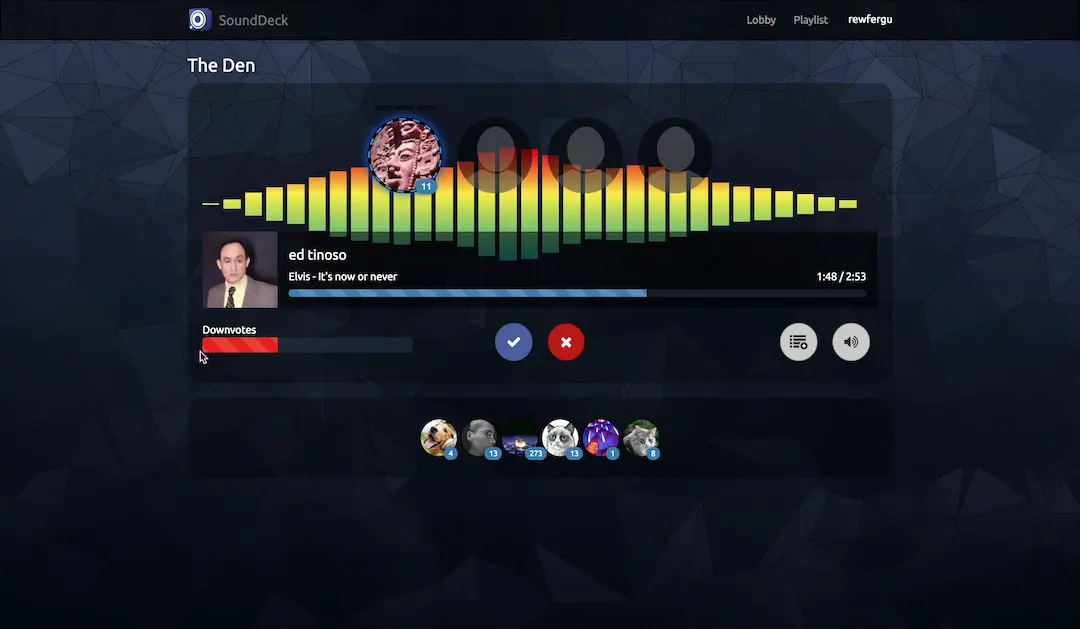 SoundDeck
Lobby Playlist rewfergu
The Den
11
ed tinoso
Elvis - It's now or never
1:48 / 2:53
Downvotes
4 13 273 13 1 8